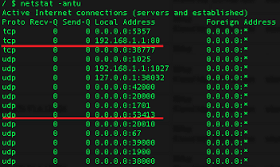 / $ netstat -antu
Active Internet connections (servers and established)
Proto Recv-Q Send-Q Local Address Foreign Address
tcp 0 0 0.0.0.0:3357 0.0.0.0:*
tcp 0 0 192.168.1.1:80 0.0.0.0:*
tcp 0 0 0.0.0.0:30777 0.0.0.0:*
udp 0 0 0.0.0.0:1025 0.0.0.0:*
udp 0 0 192.168.1.1:1027 0.0.0.0:*
udp 0 0 127.0.0.1:38032 0.0.0.0:*
udp 0 0 0.0.0.0:42000 0.0.0.0:*
udp 0 0 0.0.0.0:20000 0.0.0.0:*
udp 0 0 0.0.0.0:1701 0.0.0.0:*
udp 0 0 0.0.0.0:53413 0.0.0.0:*
udp 0 0 0.0.0.0:20010 0.0.0.0:*
udp 0 0 0.0.0.0:67 0.0.0.0:*
udp 0 0 0.0.0.0:39000 0.0.0.0:*
udp 0 0 0.0.0.0:1900 0.0.0.0:*
udp 0 0 0.0.0.0:38000 0.0.0.0:*